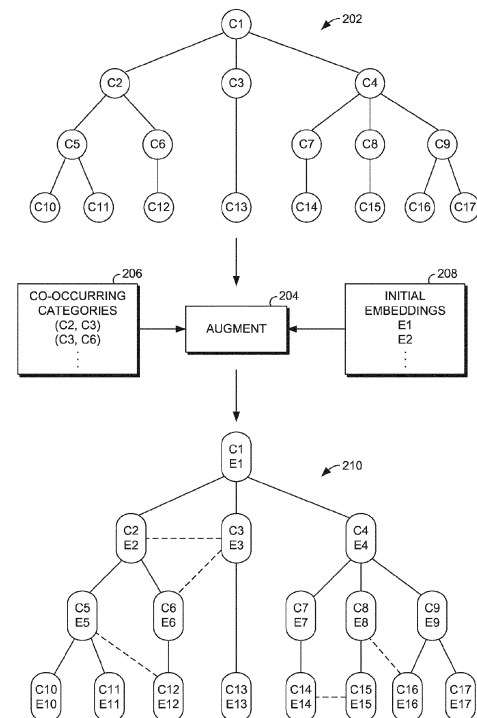 C1
202
C2 C3 C4
C5 C6 C7 C8 C9
C10 C11 C12 C13 C14 C15 C16 C17
206
CO-OCCURRING
CATEGORIES
(C2, C3)
(C3, C6)
⋮
204
AUGMENT
208
INITIAL
EMBEDDINGS
E1
E2
⋮
C1
E1
210
C2 C3 C4
E2 E3 E4
C5 C6 C7 C8 C9
E5 E6 E7 E8 E9
C10 C11 C12 C13 C14 C15 C16 C17
E10 E11 E12 E13 E14 E15 E16 E17